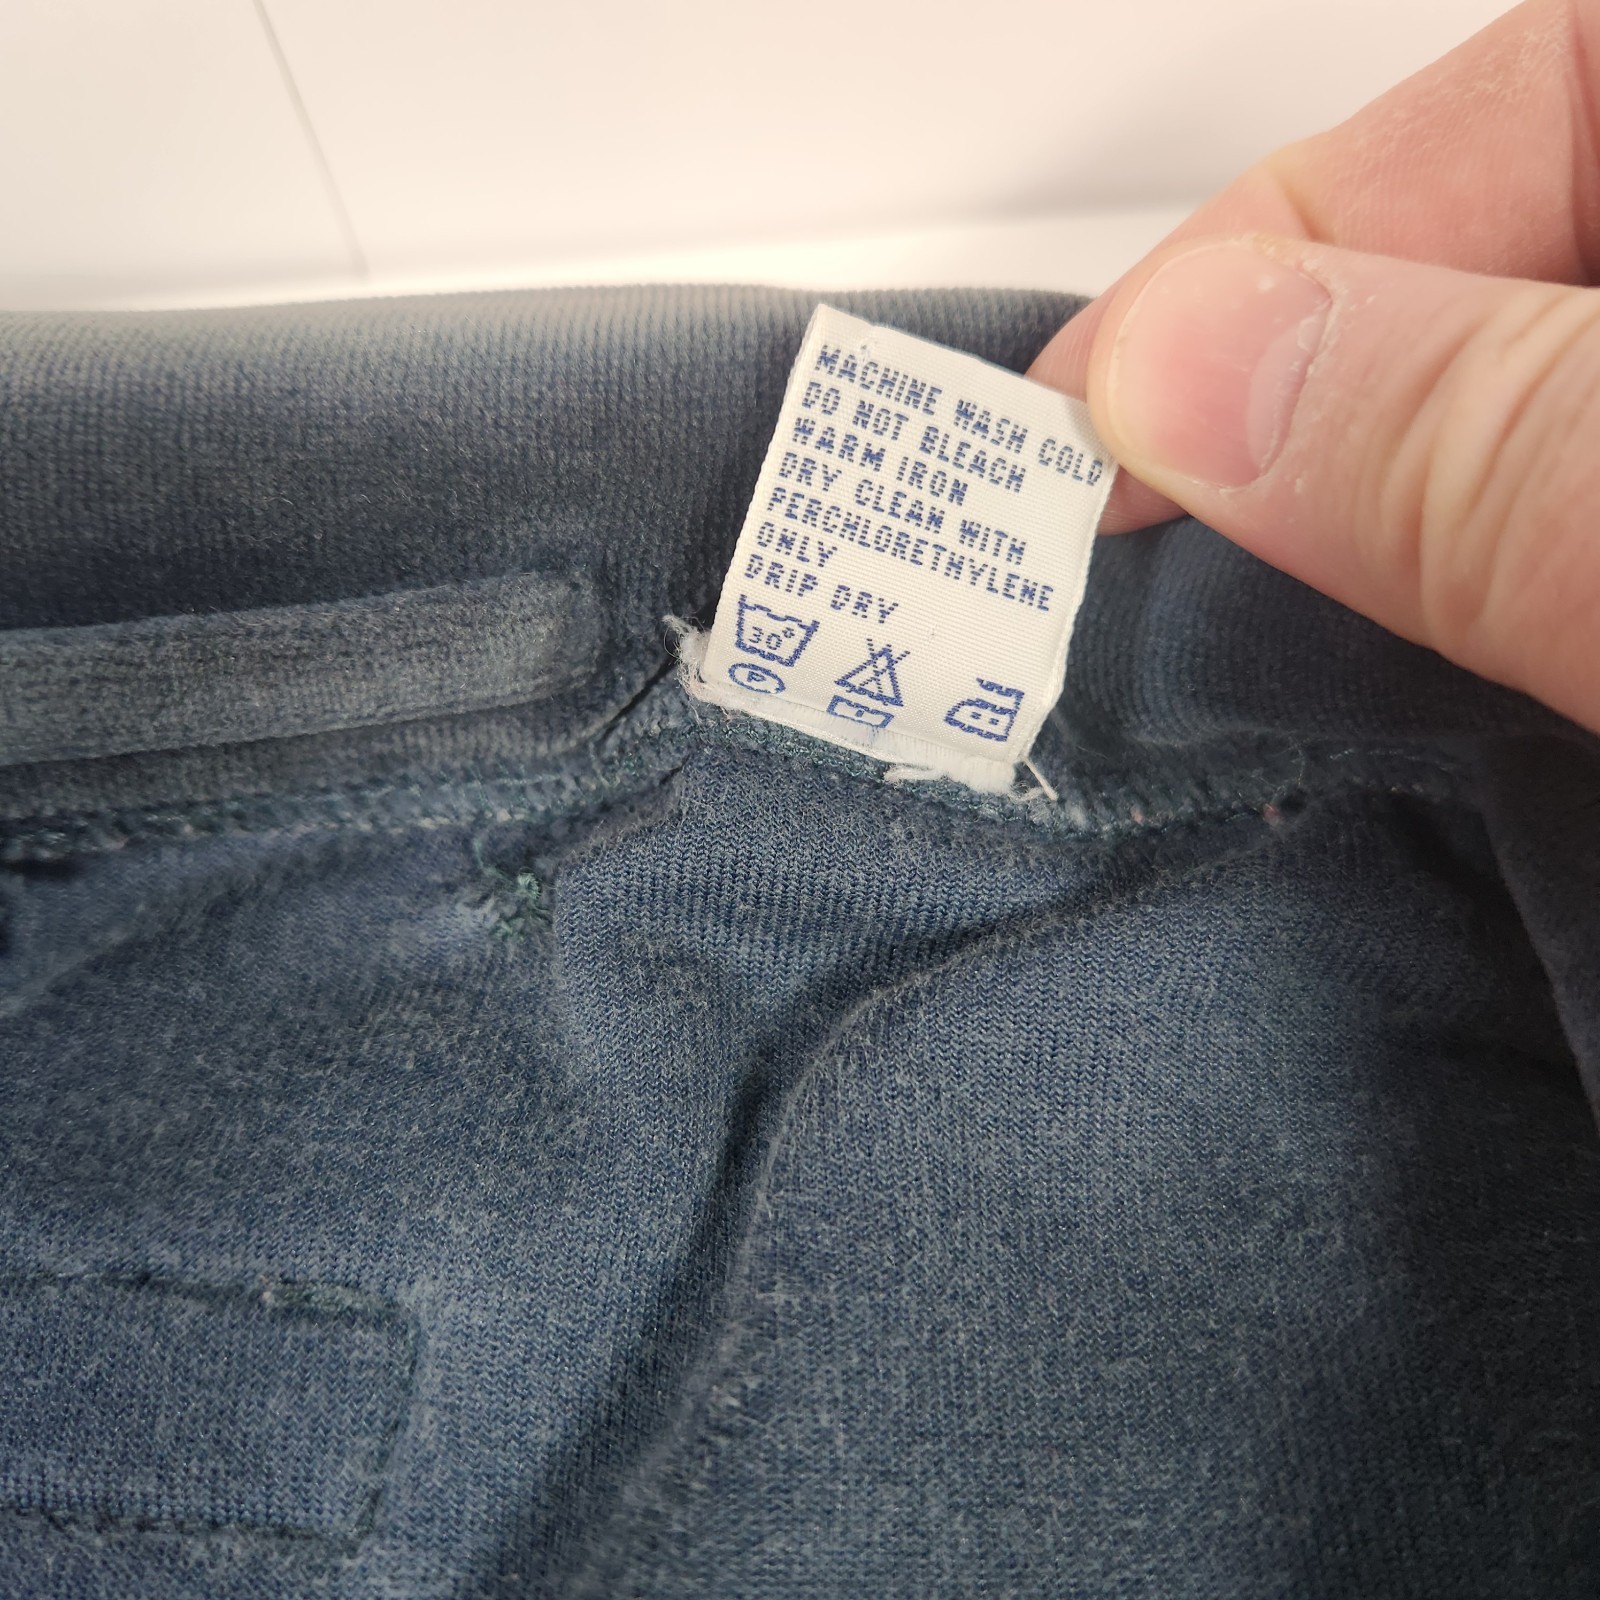 MACHINE WASH COLD
DO NOT BLEACH
WARM IRON
DRY CLEAN WITH
PERCHLORETHYLENE
ONLY
DRIP DRY
30°
P